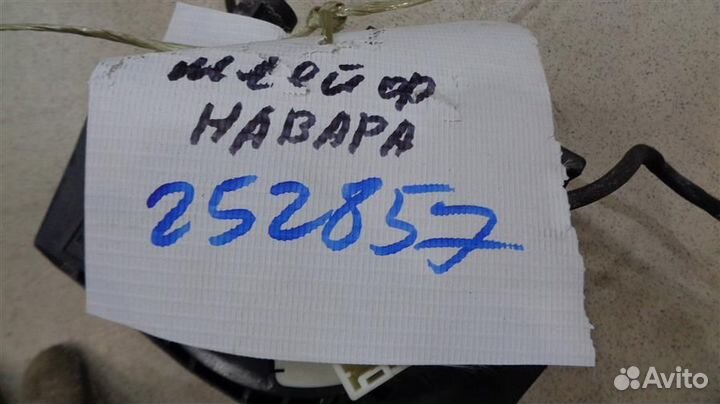 шлейф
НАВАРА
252857
Avito